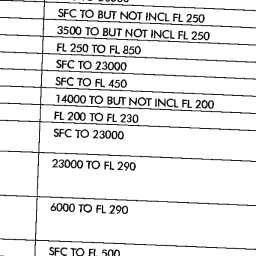 SFC TO BUT NOT INCL FL 250
3500 TO BUT NOT INCL FL 250
FL 250 TO FL 850
SFC TO 23000
SFC TO FL 450
14000 TO BUT NOT INCL FL 200
FL 200 TO FL 230
SFC TO 23000
23000 TO FL 290
6000 TO FL 290
SFC TO FL 500